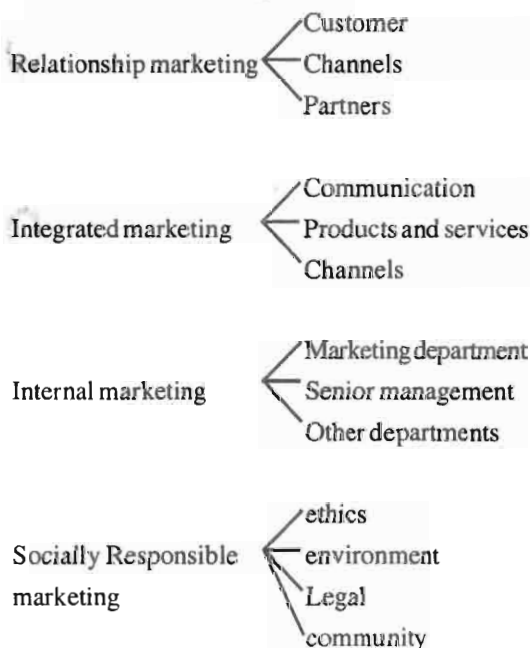 Customer
Relationship marketing Channels
Partners
Communication
Integrated marketing Products and services
Channels
Marketing department
Internal marketing Senior management
Other departments
ethics
Socially Responsible environment
marketing Legal
community